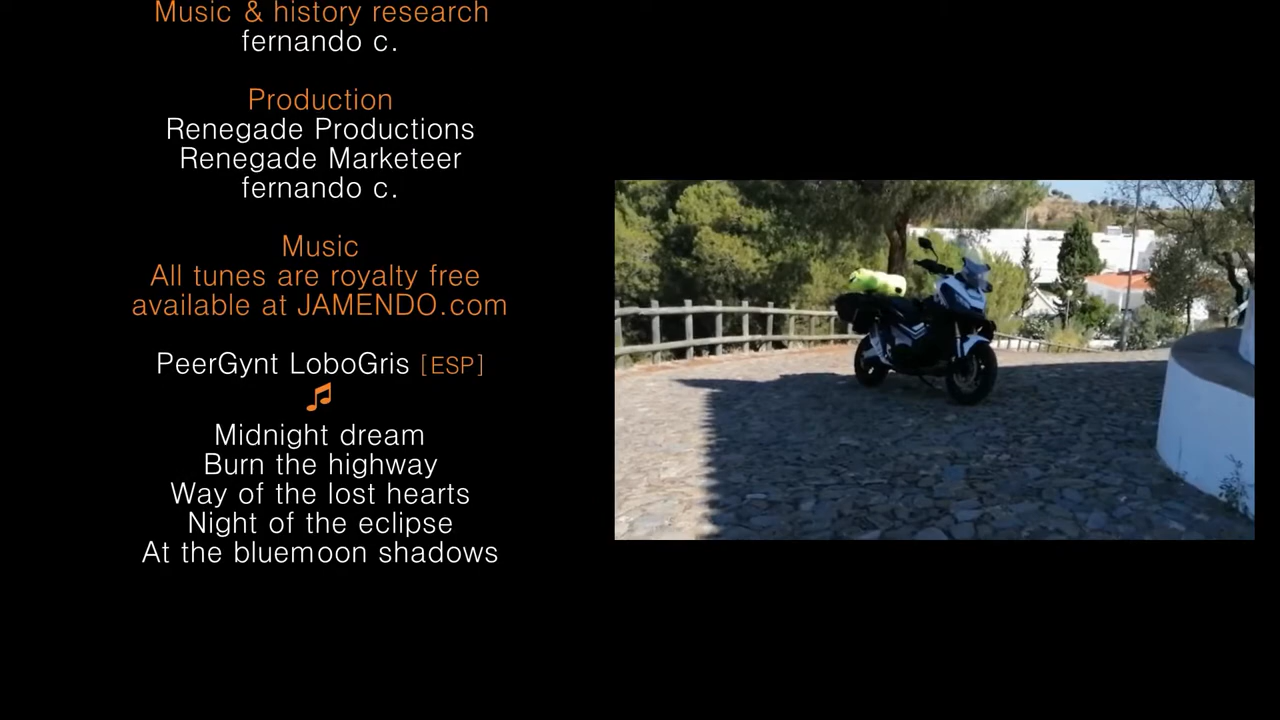 Music & history research
fernando c.
Production
Renegade Productions
Renegade Marketeer
fernando c.
Music
All tunes are royalty free
available at JAMENDO.com
PeerGynt LoboGris [ESP]
Midnight dream
Burn the highway
Way of the lost hearts
Night of the eclipse
At the bluemoon shadows